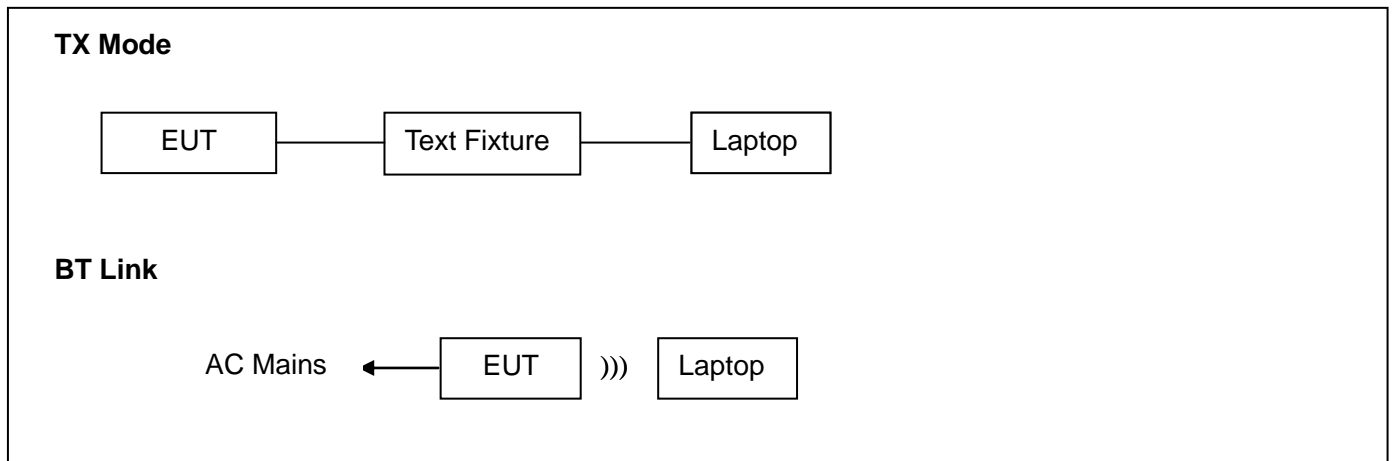 TX Mode
EUT Text Fixture Laptop
BT Link
AC Mains EUT ))) Laptop